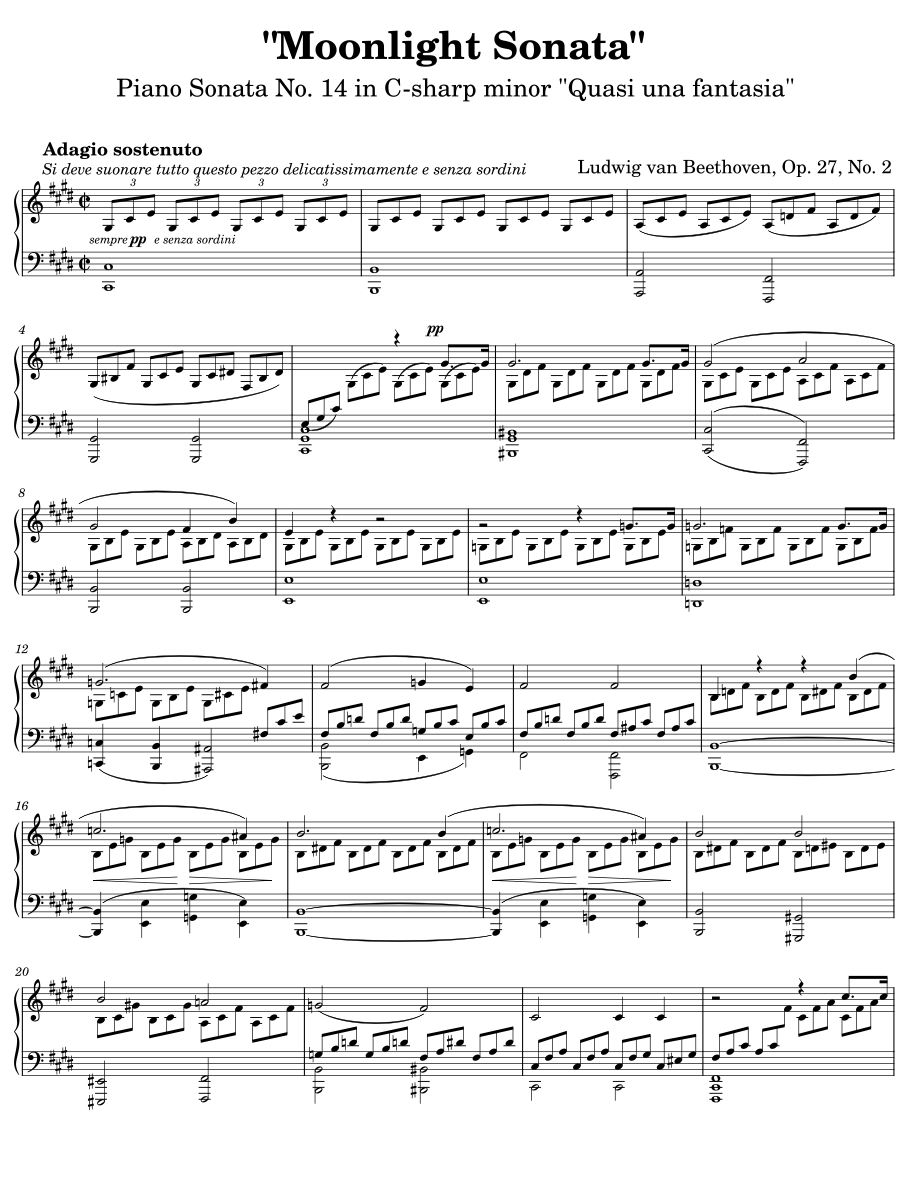 "Moonlight Sonata"
Piano Sonata No. 14 in C-sharp minor "Quasi una fantasia"
Adagio sostenuto
Si deve suonare tutto questo pezzo delicatissimamente e senza sordini
Ludwig van Beethoven, Op. 27, No. 2
3 3 3 3
sempre pp e senza sordini
4
pp
8
12
16
20